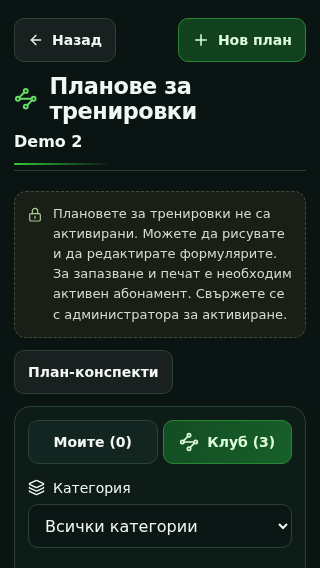 Назад
Нов план
Планове за
тренировки
Demo 2
Плановете за тренировки не са
активирани. Можете да рисувате
и да редактирате формулярите.
За запазване и печат е необходим
активен абонамент. Свържете се
с администратора за активиране.
План-конспекти
Моите (0)
Клуб (3)
Категория
Всички категории